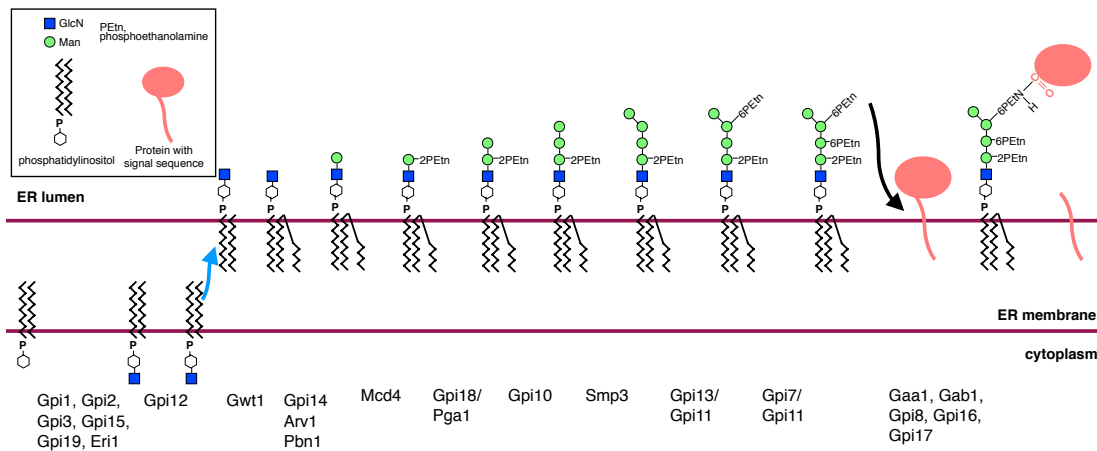 GlcN
PEtn,
phosphoethanolamine
Man
P
phosphatidylinositol
Protein with
signal sequence
ER lumen
6PEtn
2PEtn
6PEtn
6PEtn
2PEtn
6PEtn
N
H
C
O
6PEtn
2PEtn
2PEtn
2PEtn
2PEtn
2PEtn
2PEtn
P
P
P
P
P
P
P
P
P
P
ER membrane
P
P
P
cytoplasm
Gpi1, Gpi2,
Gpi3, Gpi15,
Gpi19, Eri1
Gpi12
Gwt1
Gpi14
Arv1
Pbn1
Mcd4
Gpi18/
Pga1
Gpi10
Smp3
Gpi13/
Gpi11
Gpi7/
Gpi11
Gaa1, Gab1,
Gpi8, Gpi16,
Gpi17